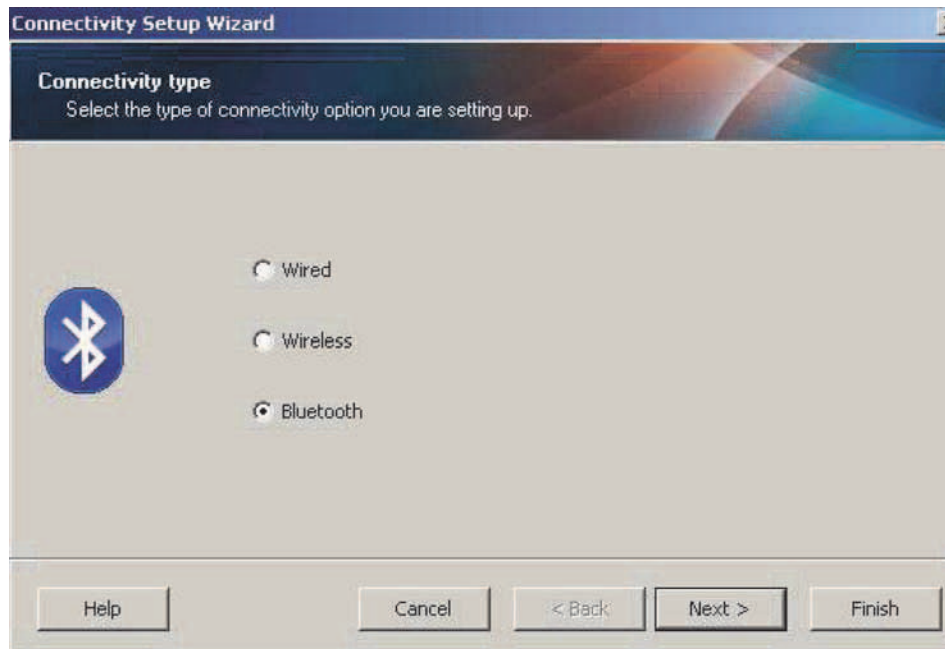 Connectivity Setup Wizard
Connectivity type
Select the type of connectivity option you are setting up.
Wired
Wireless
Bluetooth
Help
Cancel
< Back
Next >
Finish